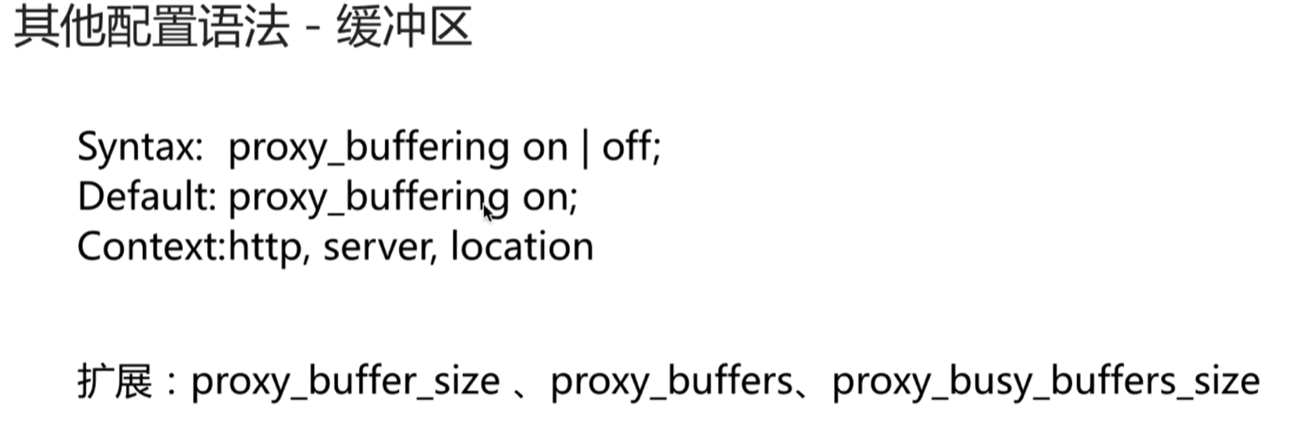 其他配置语法 - 缓冲区
Syntax: proxy_buffering on | off;
Default: proxy_buffering on;
Context:http, server, location
扩展：proxy_buffer_size 、proxy_buffers、proxy_busy_buffers_size